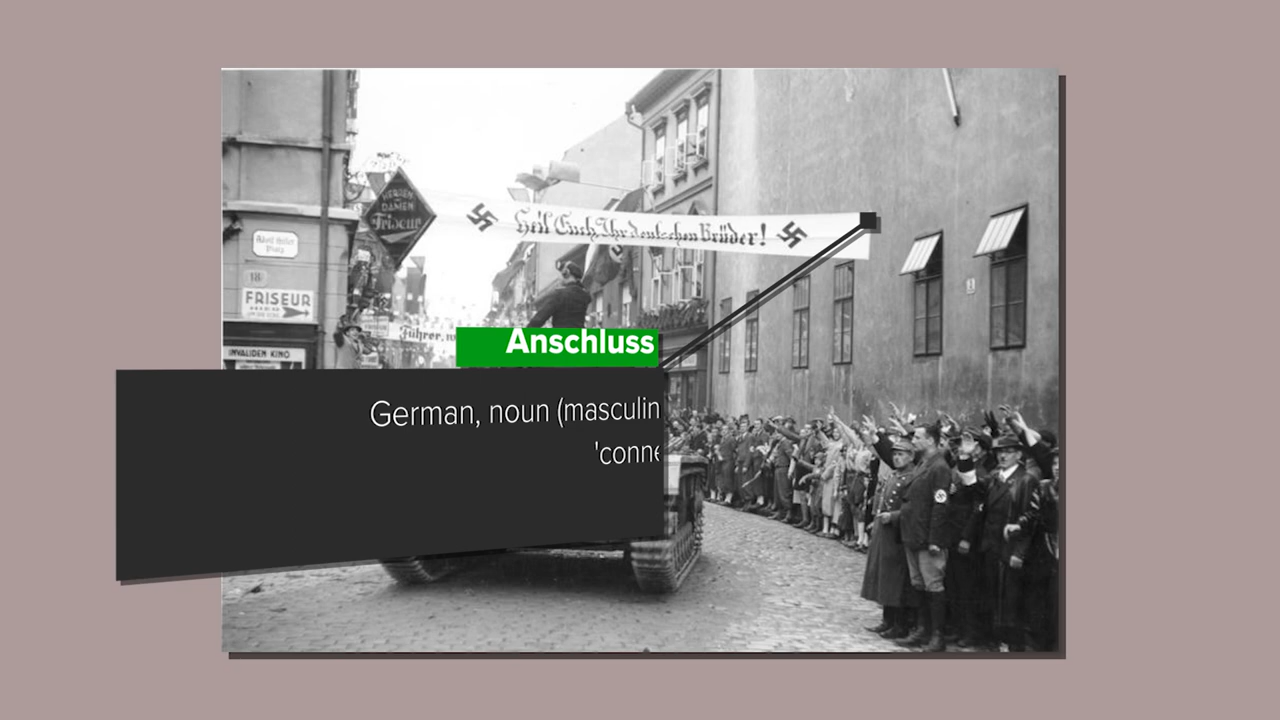 HERREN
u.
DAMEN
Friseur
Heil Euch, Ihr deutschen Brüder!
Adolf Hitler
Platz
18
FRISEUR
INVALIDEN KINO
Führer,
Anschluss
German, noun (masculin
'conne